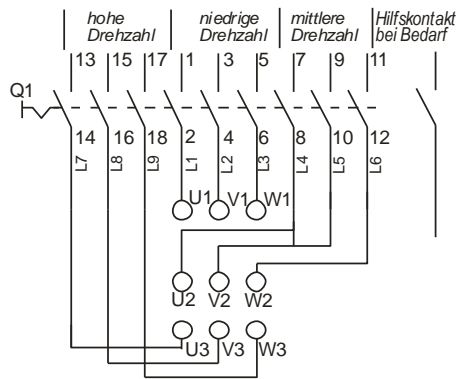 hohe niedrige mittlere Hilfskontakt
Drehzahl Drehzahl Drehzahl bei Bedarf
13 15 17 1 3 5 7 9 11
Q1
14 16 18 2 4 6 8 10 12
L7 L8 L9 L1 L2 L3 L4 L5 L6
U1 V1 W1
U2 V2 W2
U3 V3 W3